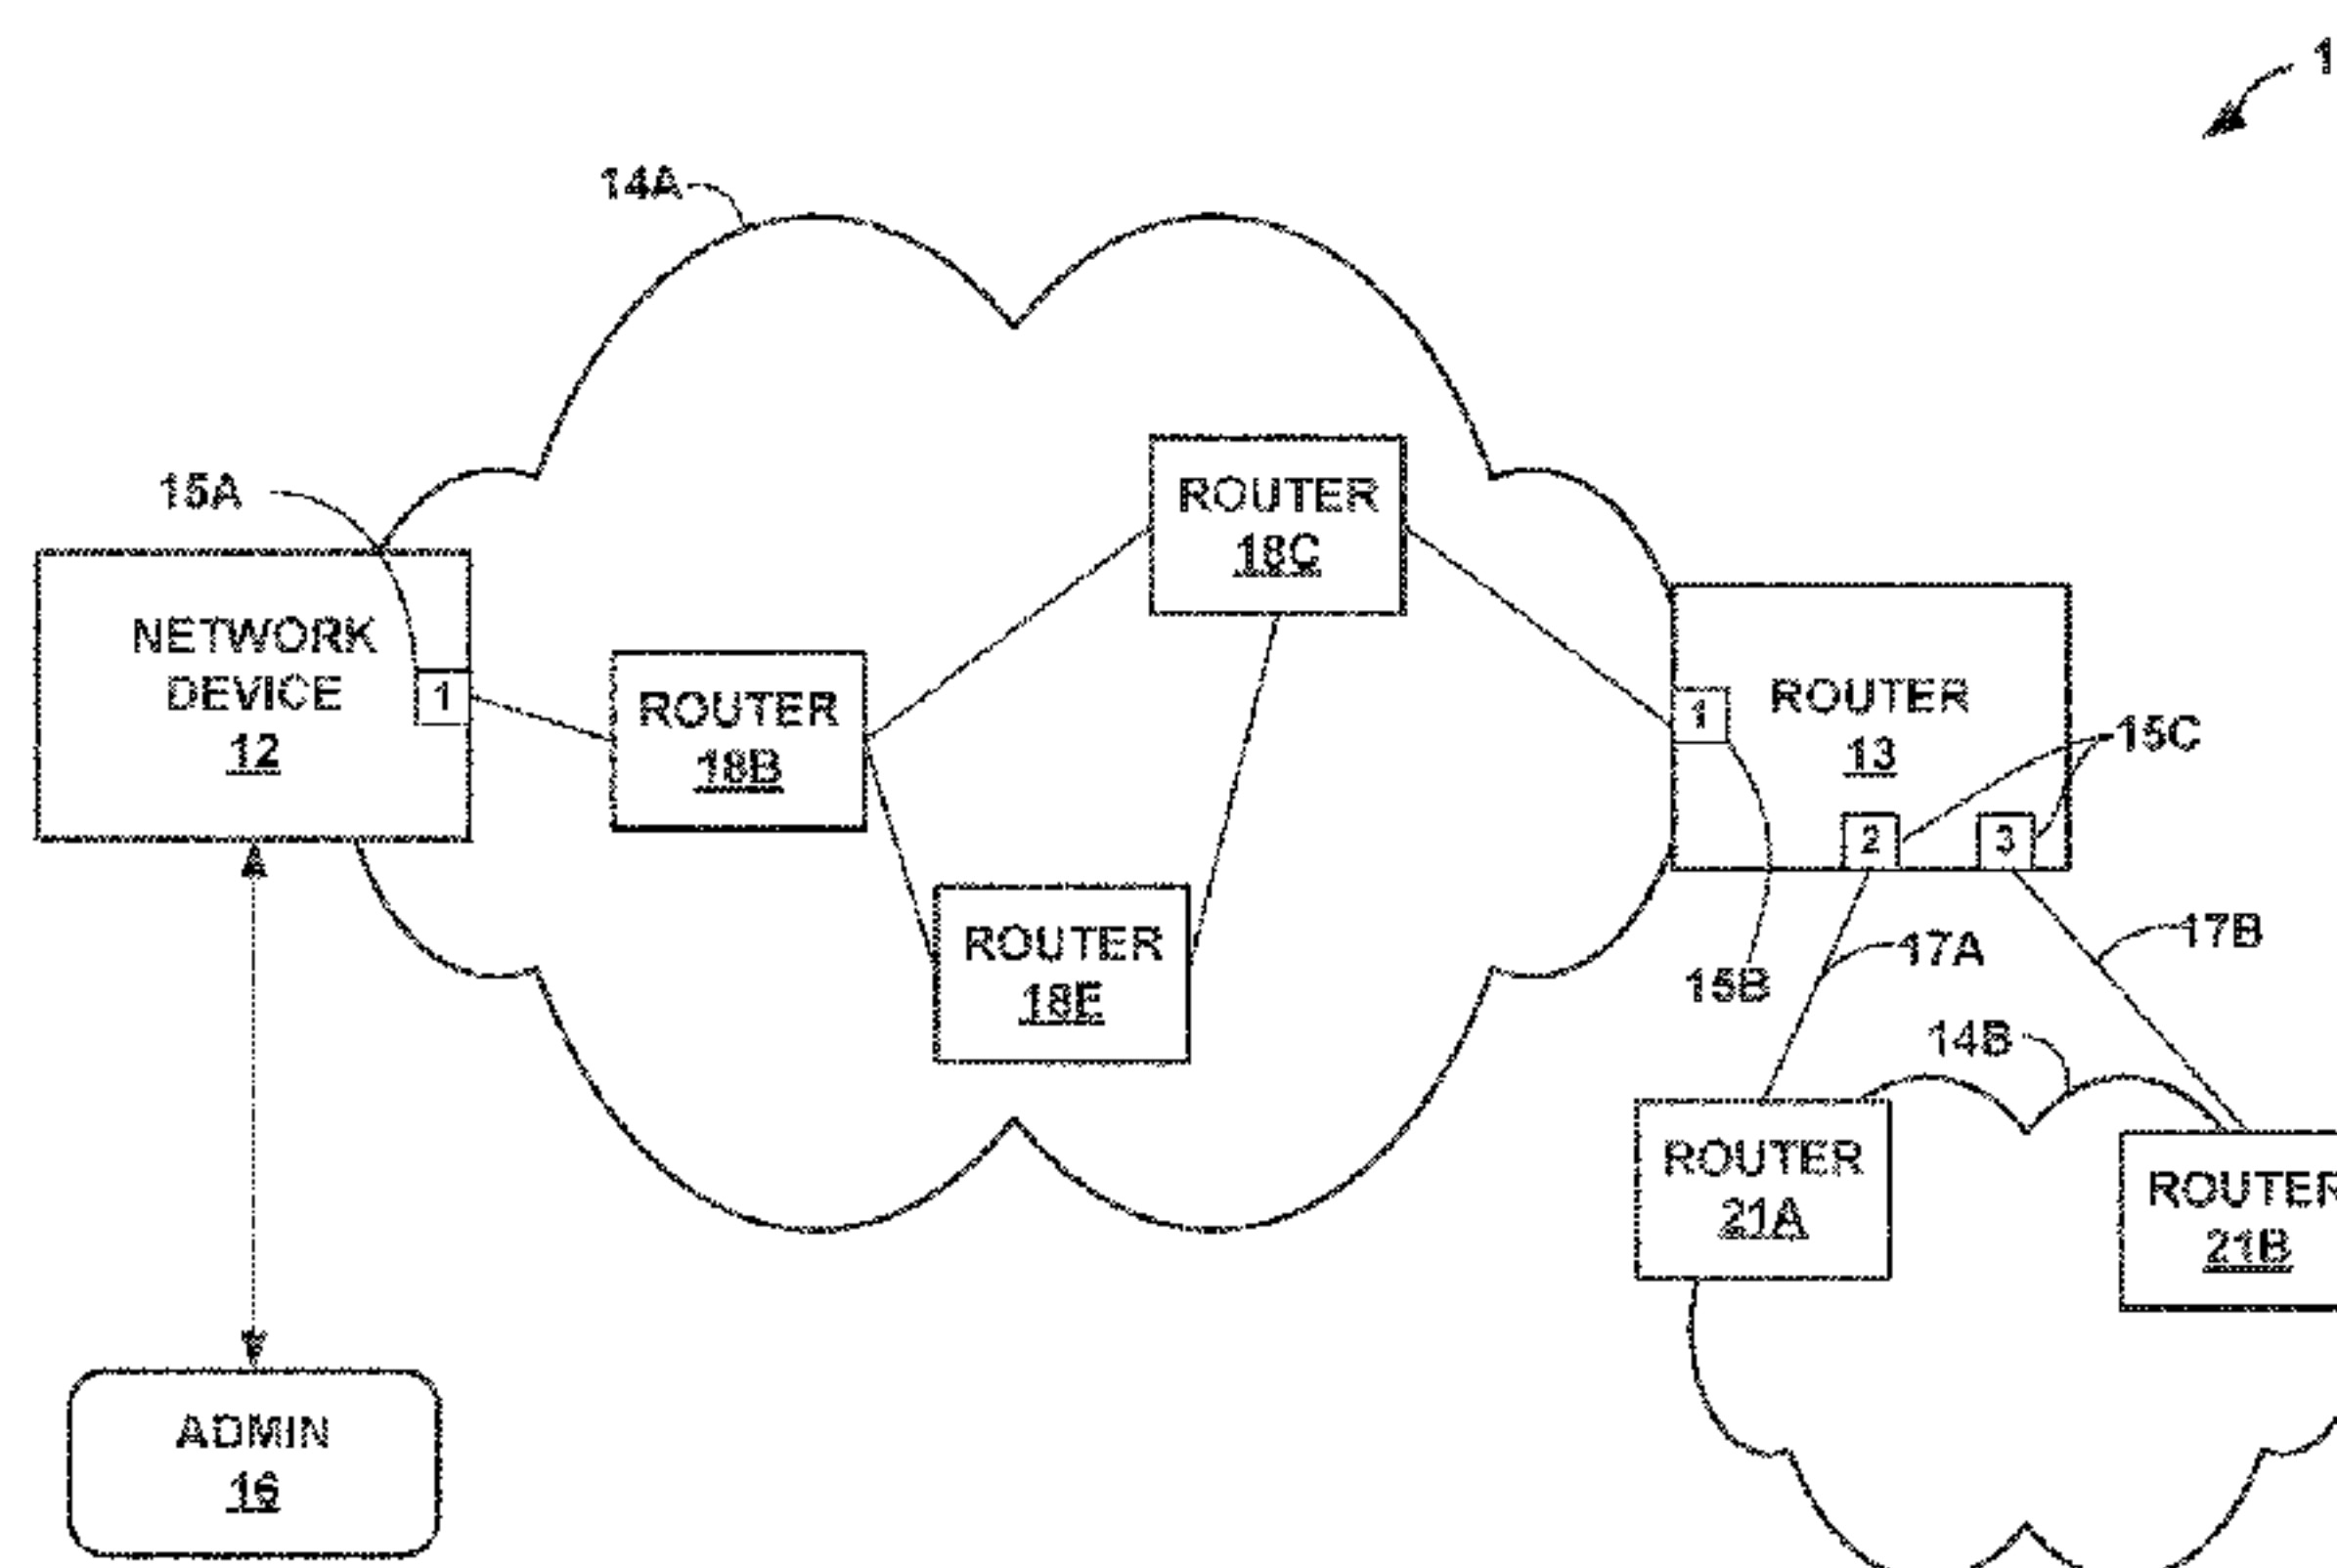 1
14A
15A
ROUTER
18C
NETWORK
DEVICE
12
1
ROUTER
18B
1
ROUTER
13
15C
2
3
ROUTER
18E
17A
17B
15B
14B
ROUTER
21A
ROUTER
21B
ADMIN
16